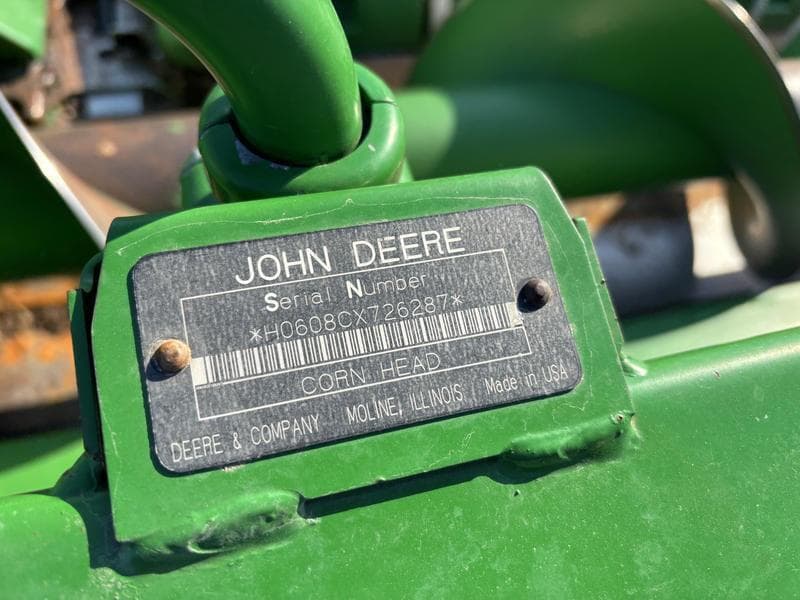 JOHN DEERE
Serial Number
*H0608CX726287*
CORN HEAD
DEERE & COMPANY MOLINE, ILLINOIS Made in USA